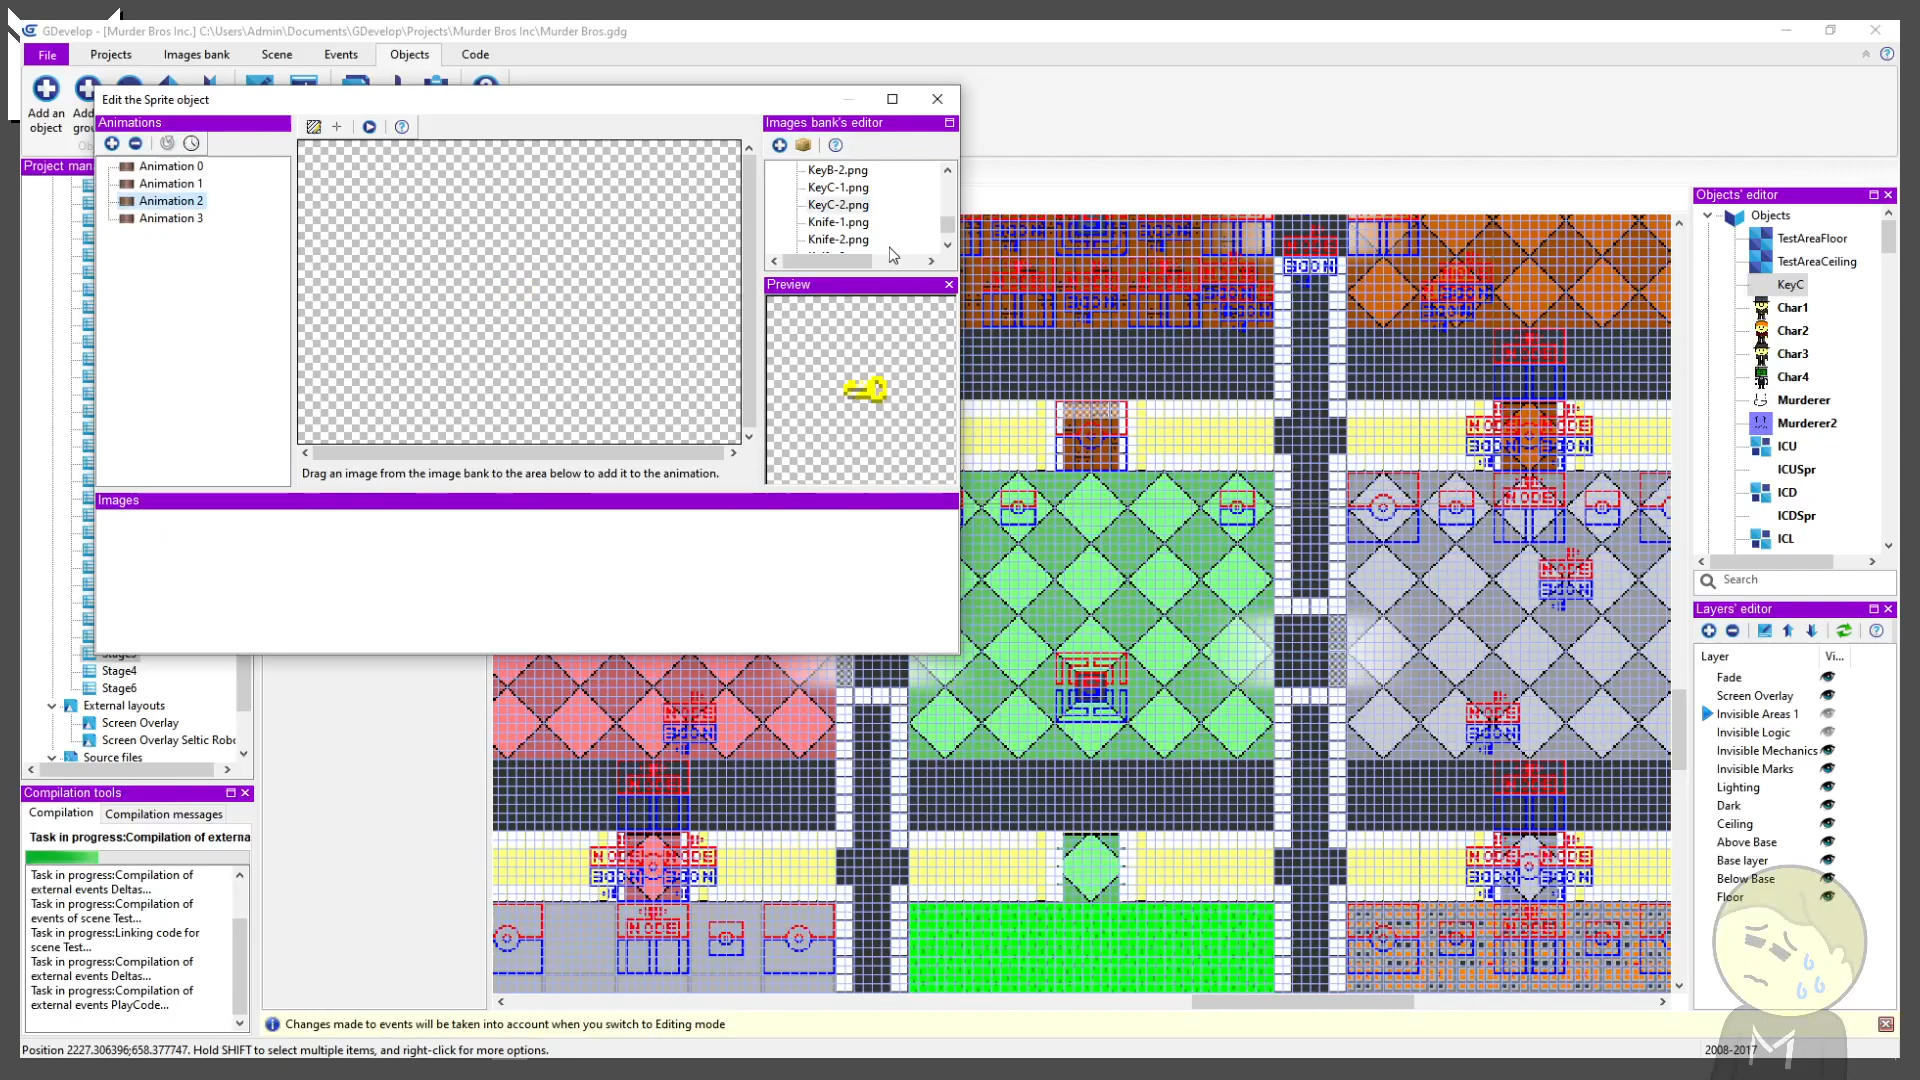 GDevelop - [Murder Bros Inc.] C:\Users\Admin\Documents\GDevelop\Projects\Murder Bros Inc\Murder Bros.gdg
File Projects Images bank Scene Events Objects Code
Add an
object
Add
grou
Edit the Sprite object
Animations
Animation 0
Animation 1
Animation 2
Animation 3
Drag an image from the image bank to the area below to add it to the animation.
Images
Images bank's editor
KeyB-2.png
KeyC-1.png
KeyC-2.png
Knife-1.png
Knife-2.png
Preview
Project man
Stage4
Stage6
External layouts
Screen Overlay
Screen Overlay Seltic Robo
Source files
Compilation tools
Compilation Compilation messages
Task in progress:Compilation of externa
Task in progress:Compilation of
external events Deltas...
Task in progress:Compilation of
events of scene Test...
Task in progress:Linking code for
scene Test...
Task in progress:Compilation of
external events Deltas...
Task in progress:Compilation of
external events PlayCode...
Changes made to events will be taken into account when you switch to Editing mode
Position 2227.306396;658.377747. Hold SHIFT to select multiple items, and right-click for more options.
Objects' editor
Objects
TestAreaFloor
TestAreaCeiling
KeyC
Char1
Char2
Char3
Char4
Murderer
Murderer2
ICU
ICUSpr
ICD
ICDSpr
ICL
Search
Layers' editor
Layer Vi...
Fade
Screen Overlay
Invisible Areas 1
Invisible Logic
Invisible Mechanics
Invisible Marks
Lighting
Dark
Ceiling
Above Base
Base layer
Below Base
Floor
2008-2017